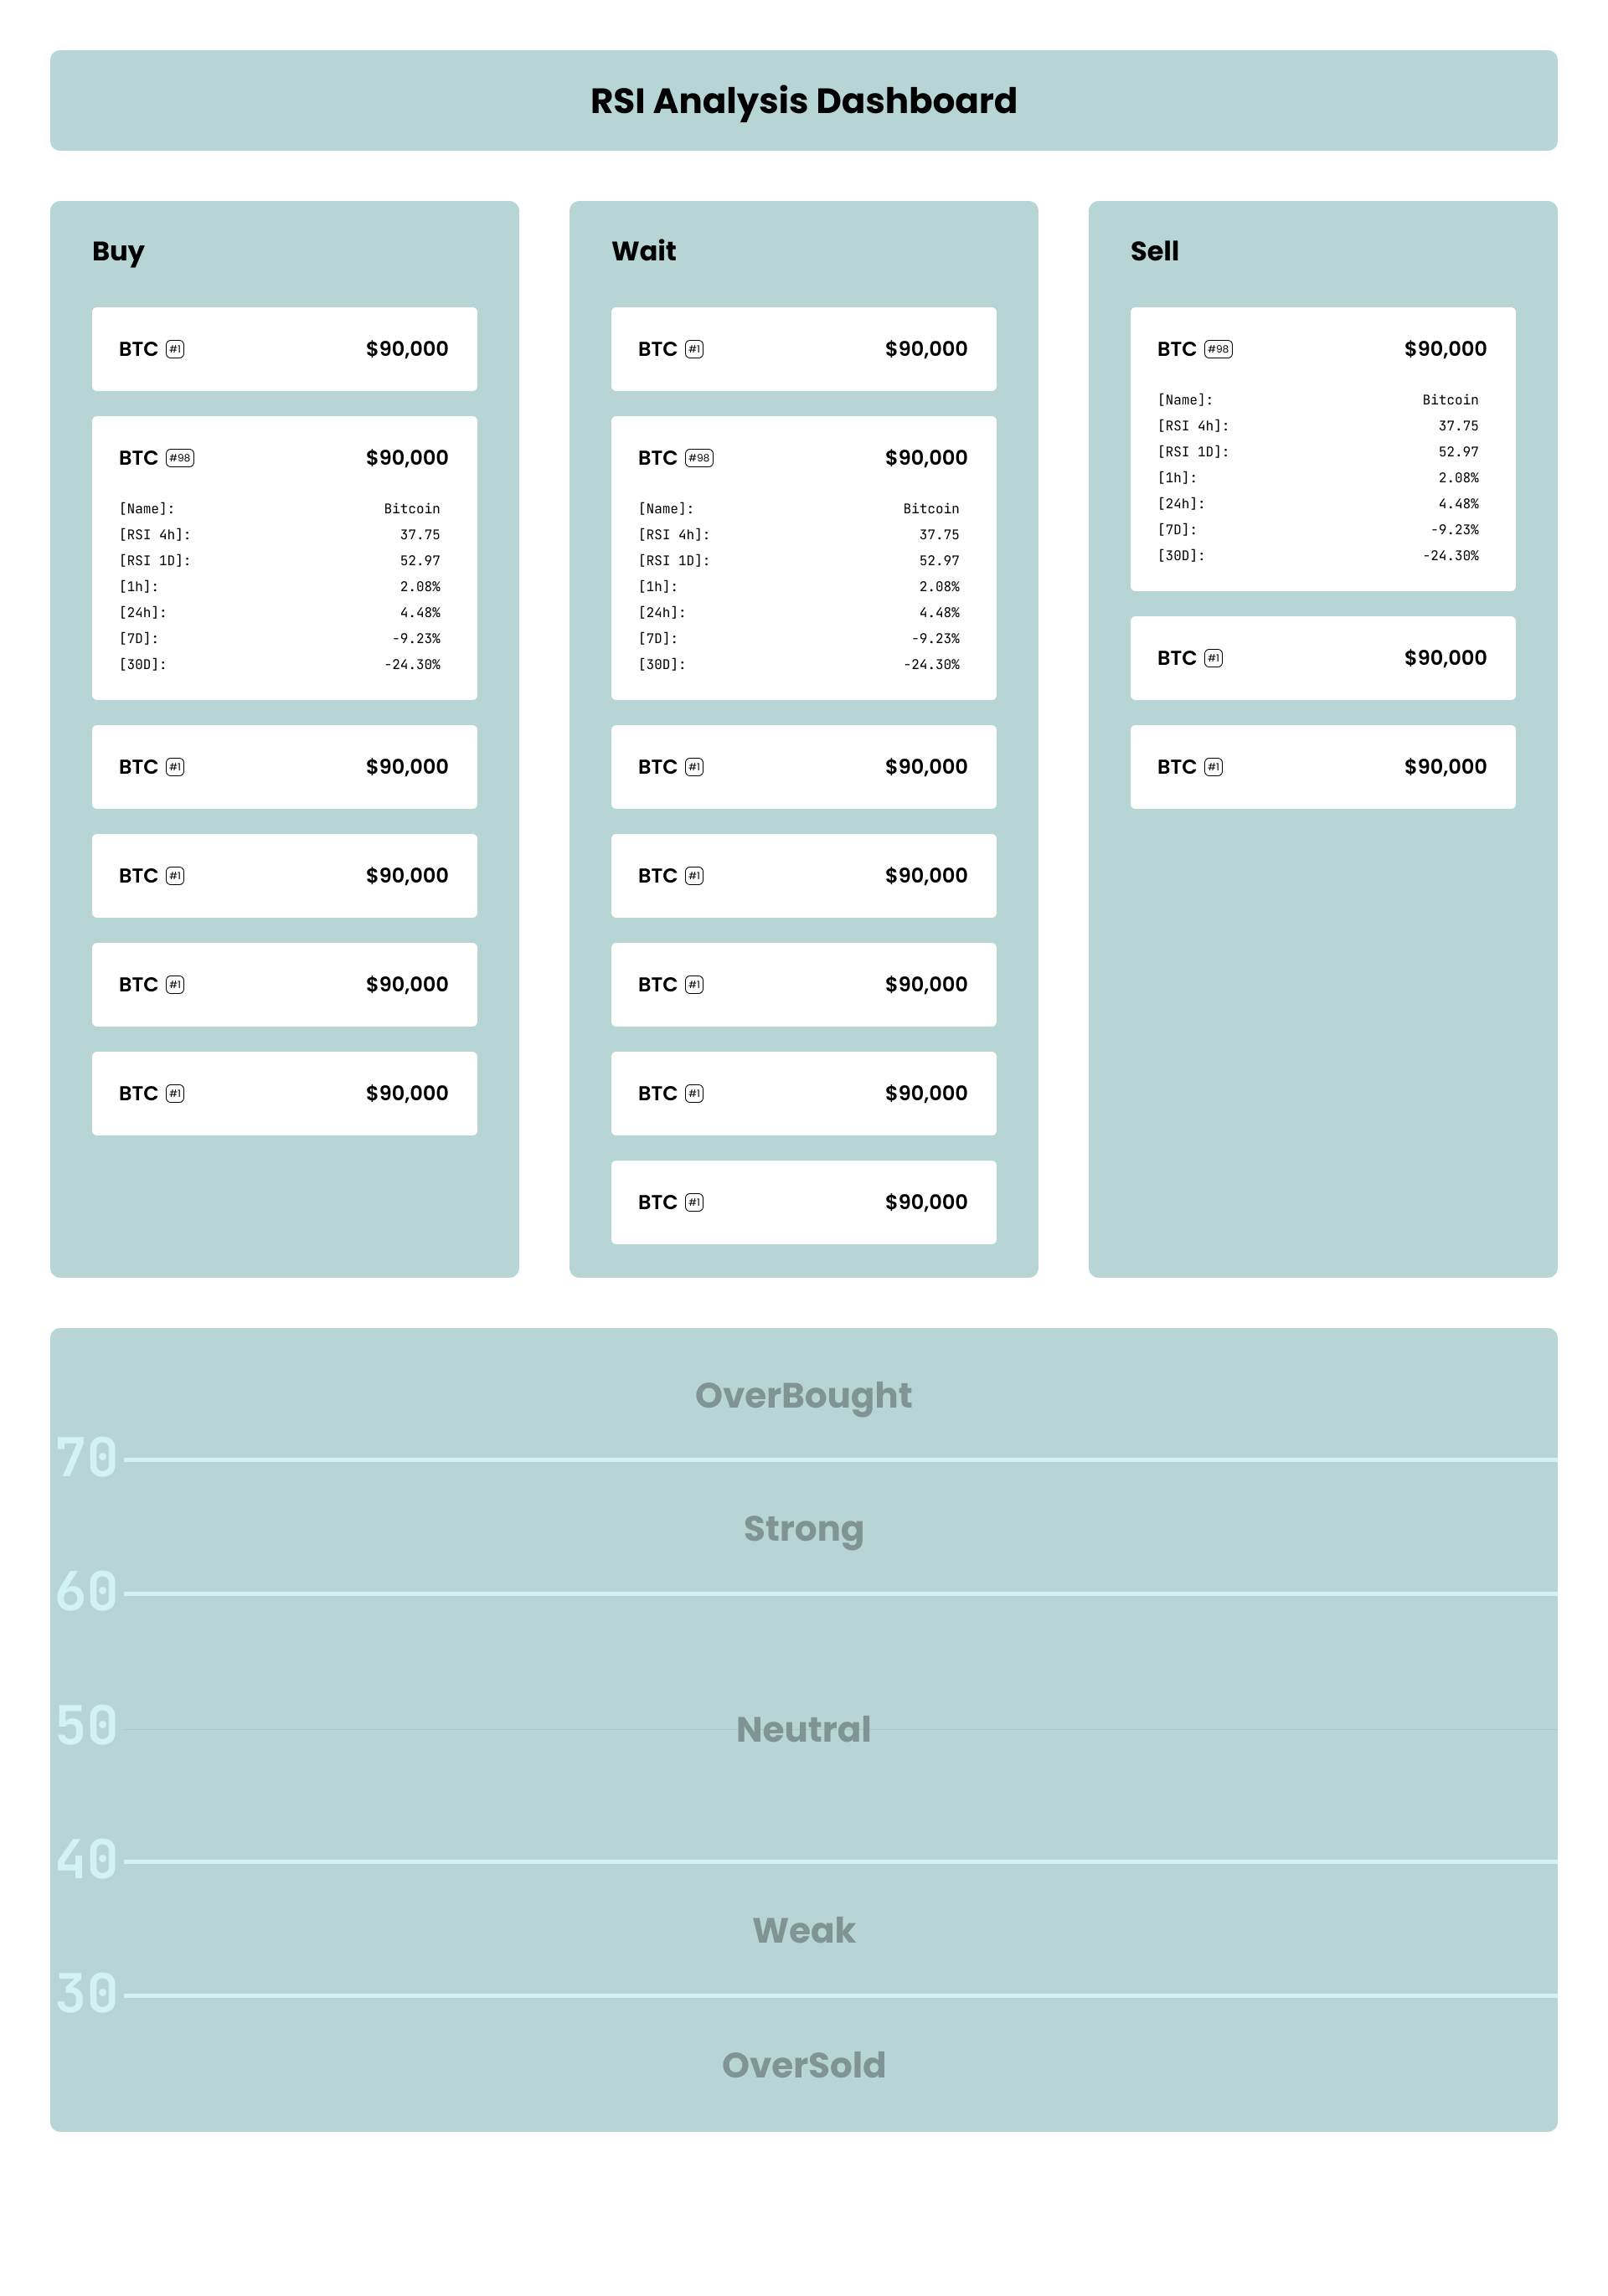 RSI Analysis Dashboard
Buy
BTC #1 $90,000
BTC #98 $90,000
[Name]: Bitcoin
[RSI 4h]: 37.75
[RSI 1D]: 52.97
[1h]: 2.08%
[24h]: 4.48%
[7D]: -9.23%
[30D]: -24.30%
BTC #1 $90,000
BTC #1 $90,000
BTC #1 $90,000
BTC #1 $90,000
Wait
BTC #1 $90,000
BTC #98 $90,000
[Name]: Bitcoin
[RSI 4h]: 37.75
[RSI 1D]: 52.97
[1h]: 2.08%
[24h]: 4.48%
[7D]: -9.23%
[30D]: -24.30%
BTC #1 $90,000
BTC #1 $90,000
BTC #1 $90,000
BTC #1 $90,000
BTC #1 $90,000
Sell
BTC #98 $90,000
[Name]: Bitcoin
[RSI 4h]: 37.75
[RSI 1D]: 52.97
[1h]: 2.08%
[24h]: 4.48%
[7D]: -9.23%
[30D]: -24.30%
BTC #1 $90,000
BTC #1 $90,000
OverBought
70
Strong
60
50 Neutral
40
Weak
30
OverSold